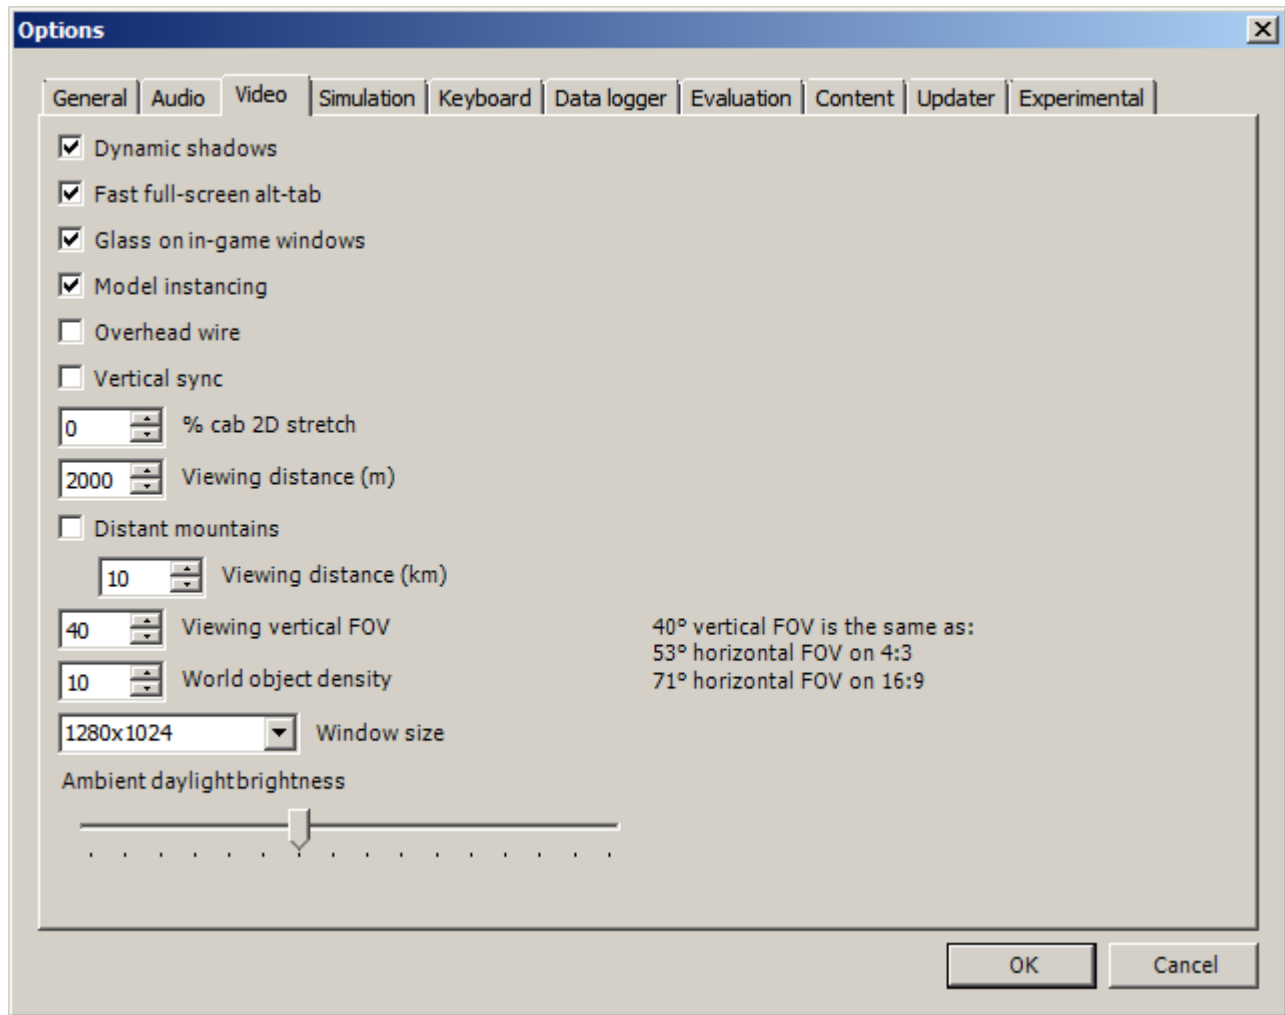 Options
General Audio Video Simulation Keyboard Data logger Evaluation Content Updater Experimental
Dynamic shadows
Fast full-screen alt-tab
Glass on in-game windows
Model instancing
Overhead wire
Vertical sync
0 % cab 2D stretch
2000 Viewing distance (m)
Distant mountains
10 Viewing distance (km)
40 Viewing vertical FOV
40° vertical FOV is the same as:
53° horizontal FOV on 4:3
71° horizontal FOV on 16:9
10 World object density
1280x1024 Window size
Ambient daylight brightness
OK Cancel